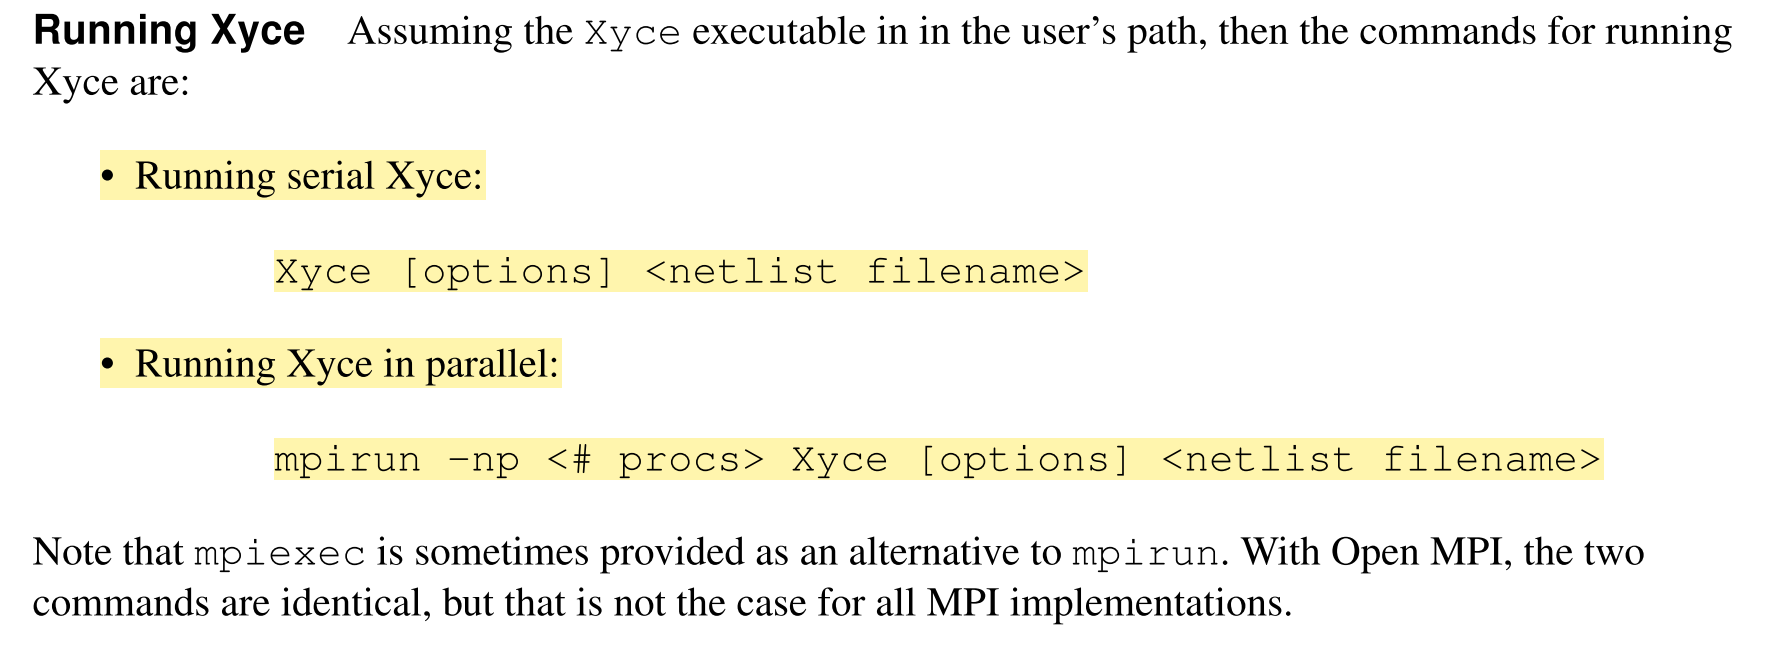 Running Xyce Assuming the Xyce executable in in the user’s path, then the commands for running
Xyce are:
• Running serial Xyce:
Xyce [options] <netlist filename>
• Running Xyce in parallel:
mpirun -np <# procs> Xyce [options] <netlist filename>
Note that mpiexec is sometimes provided as an alternative to mpirun. With Open MPI, the two
commands are identical, but that is not the case for all MPI implementations.